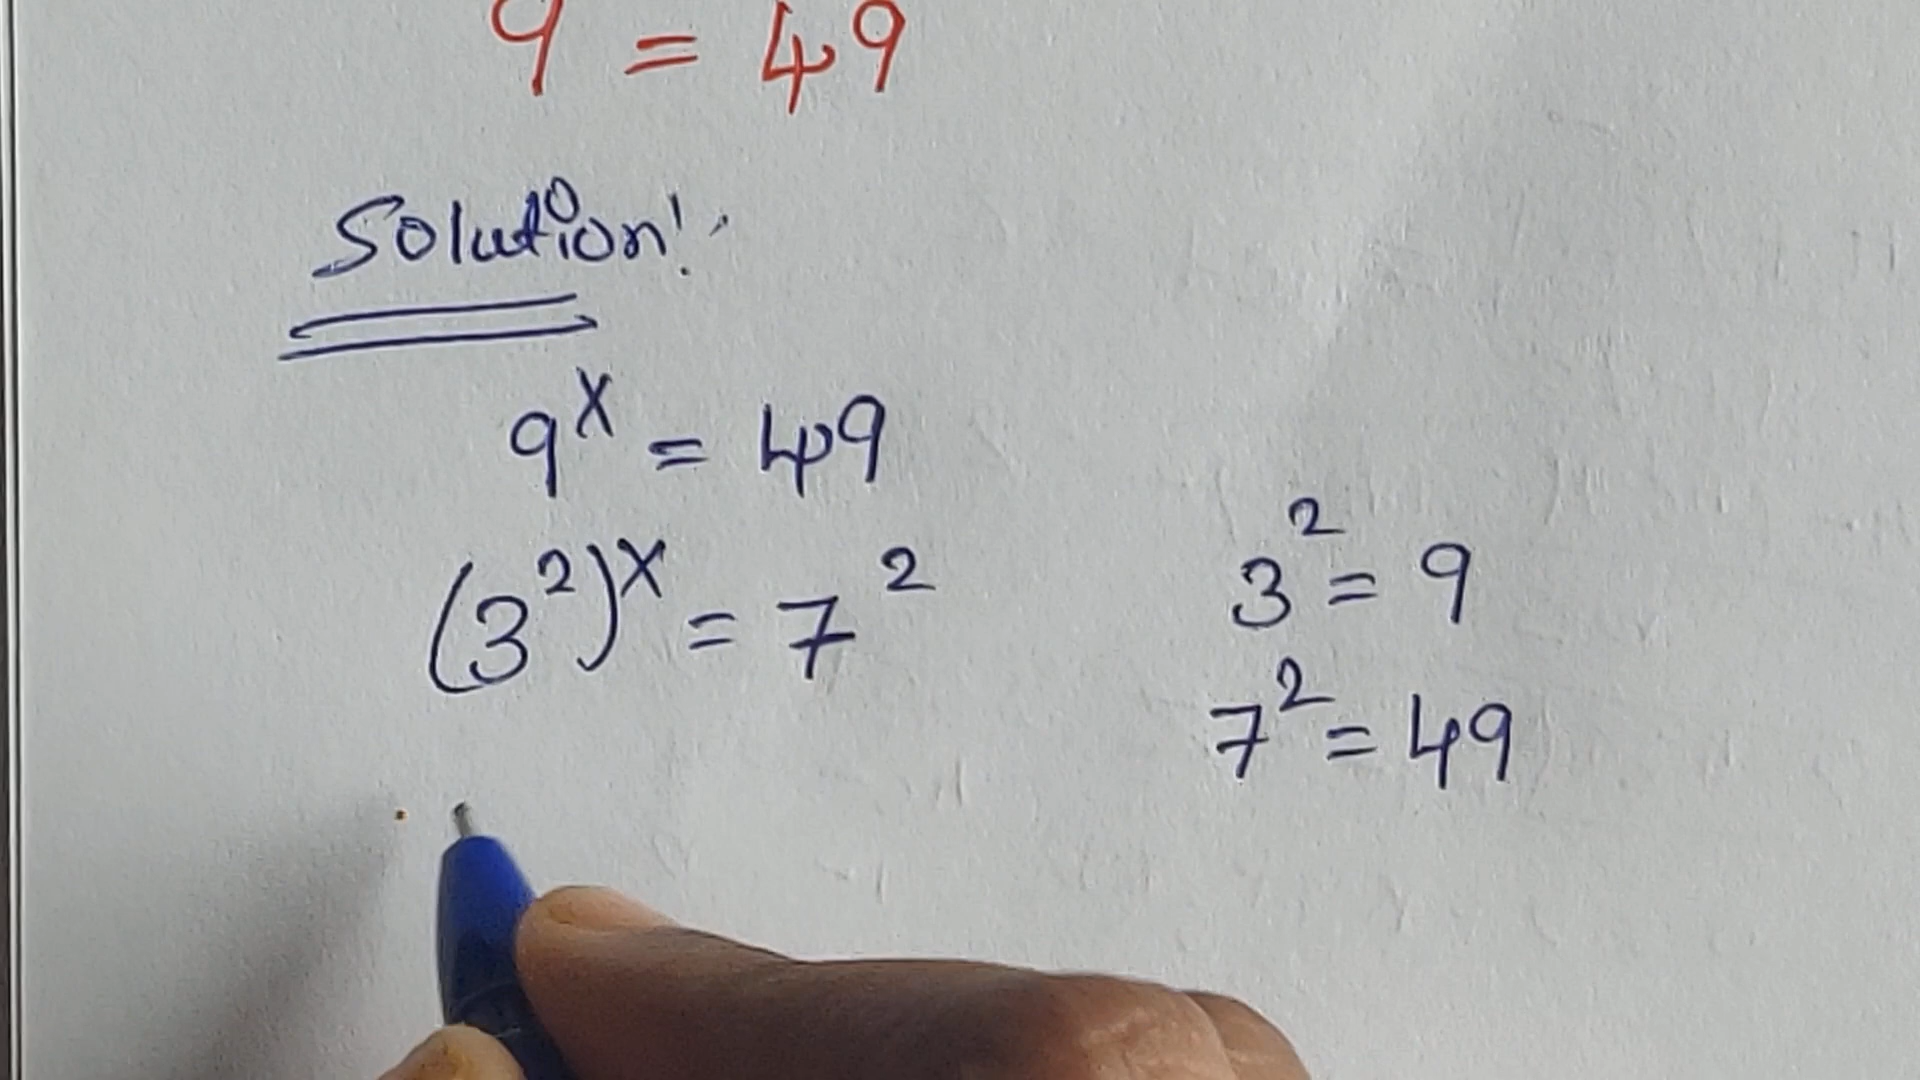 9 = 49
Solution:
9^x = 49
(3^2)^x = 7^2
3^2 = 9
7^2 = 49